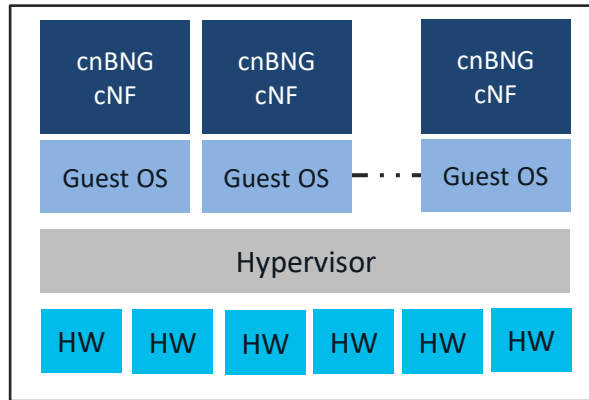 cnBNG
cNF
cnBNG
cNF
cnBNG
cNF
Guest OS
Guest OS
Guest OS
Hypervisor
HW
HW
HW
HW
HW
HW